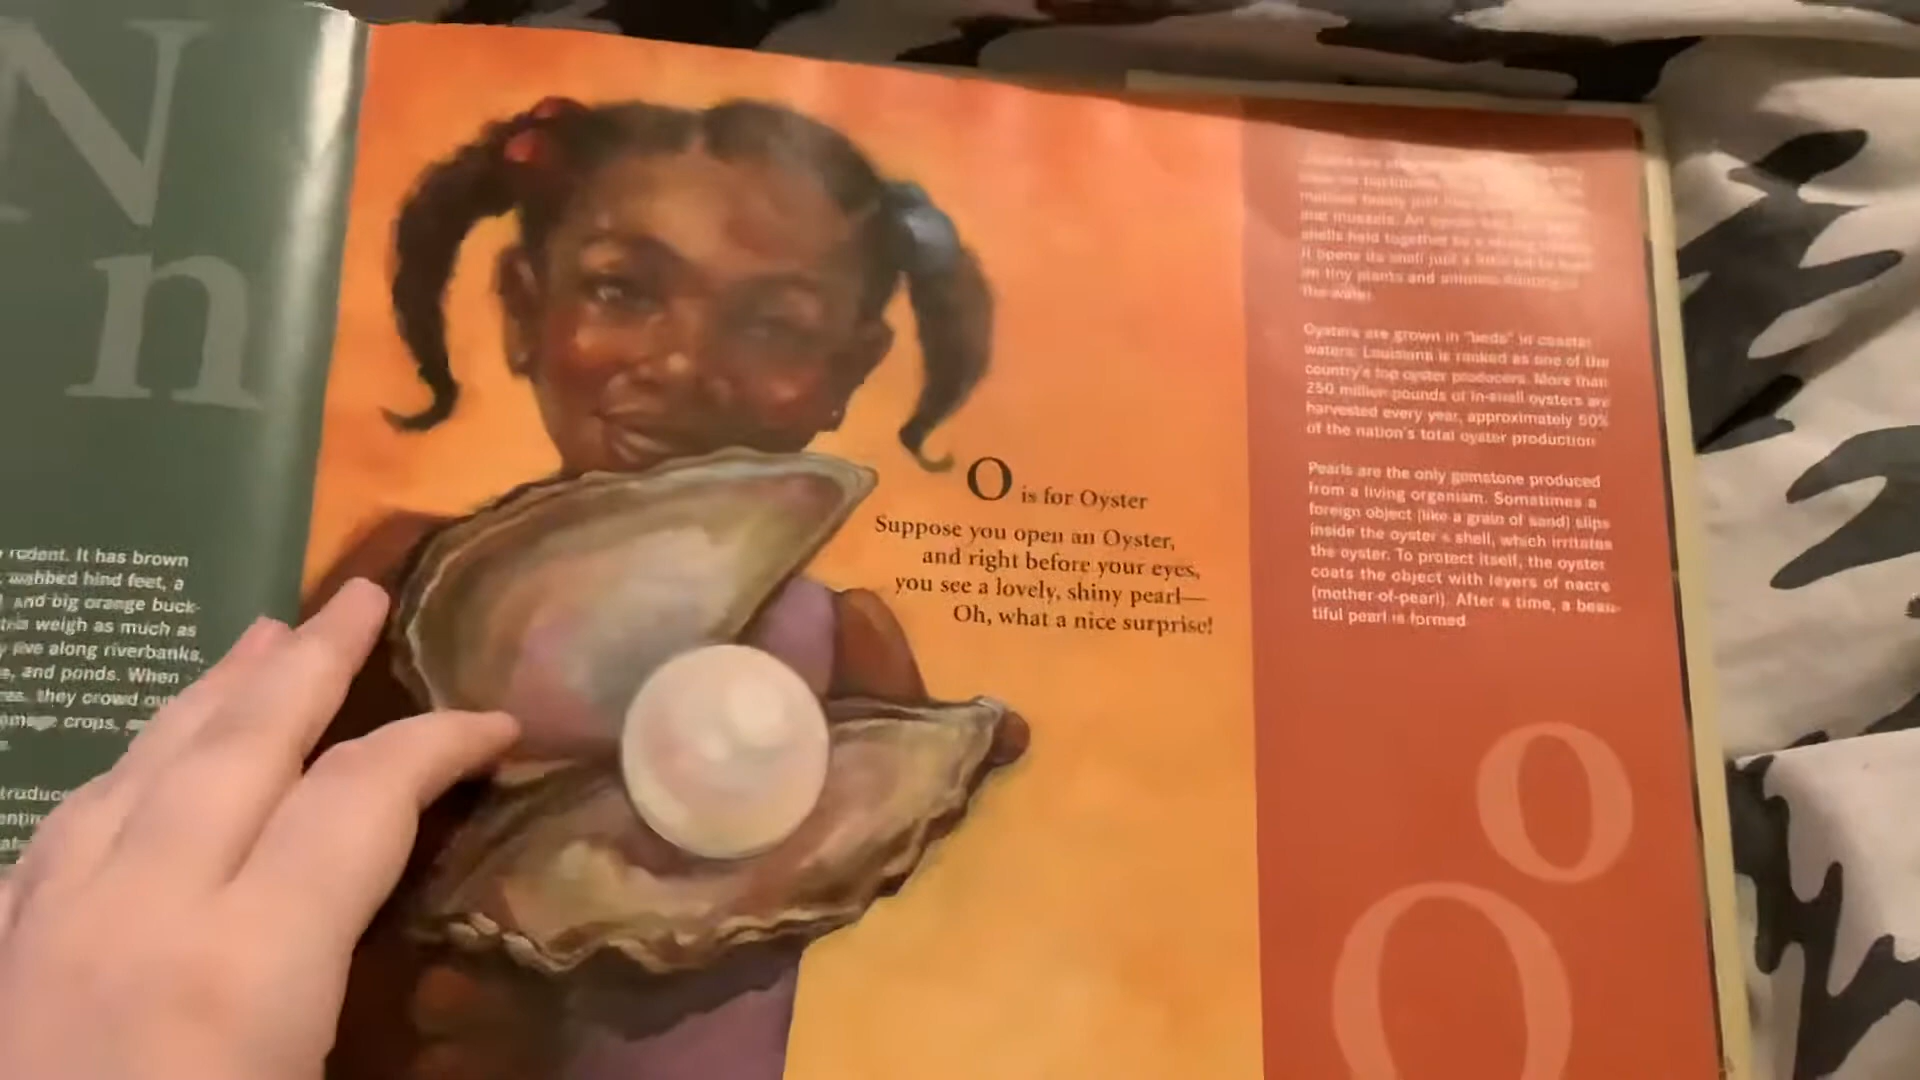 N
n
rodent. It has brown
webbed hind feet, a
and big orange buck-
weigh as much as
live along riverbanks,
and ponds. When
they crowd
crops,
O is for Oyster
Suppose you open an Oyster,
and right before your eyes,
you see a lovely, shiny pearl—
Oh, what a nice surprise!
and mussels. An
shells held together by a strong
It opens its shell just a little bit to
on tiny plants and animals
the water.
Oysters are grown in "beds" in coastal
waters. Louisiana is ranked as one of the
country's top oyster producers. More than
250 million pounds of in-shell oysters are
harvested every year, approximately 50%
of the nation's total oyster production.
Pearls are the only gemstone produced
from a living organism. Sometimes a
foreign object (like a grain of sand) slips
inside the oyster's shell, which irritates
the oyster. To protect itself, the oyster
coats the object with layers of nacre
(mother-of-pearl). After a time, a beau-
tiful pearl is formed.
o
O